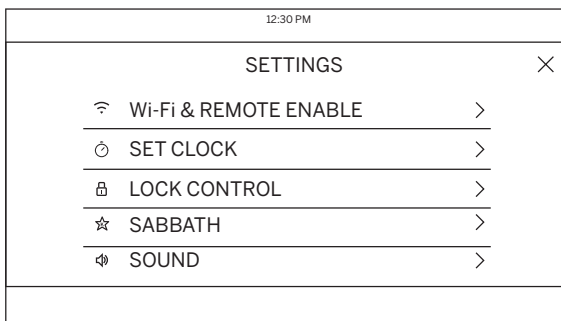 12:30 PM
SETTINGS
Wi-Fi & REMOTE ENABLE
SET CLOCK
LOCK CONTROL
SABBATH
SOUND